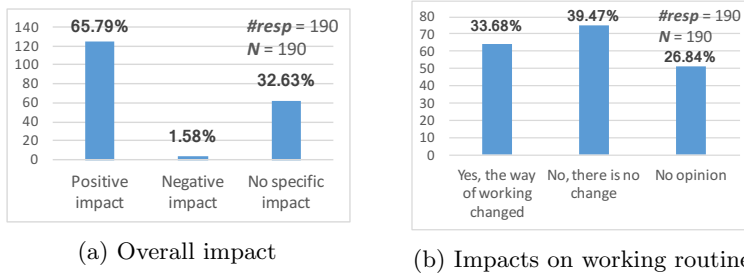 140
120
100
80
60
40
20
0
65.79%
1.58%
32.63%
#resp = 190
N = 190
Positive impact
Negative impact
No specific impact
(a) Overall impact
80
70
60
50
40
30
20
10
0
33.68%
39.47%
26.84%
#resp = 190
N = 190
Yes, the way of working changed
No, there is no change
No opinion
(b) Impacts on working routine